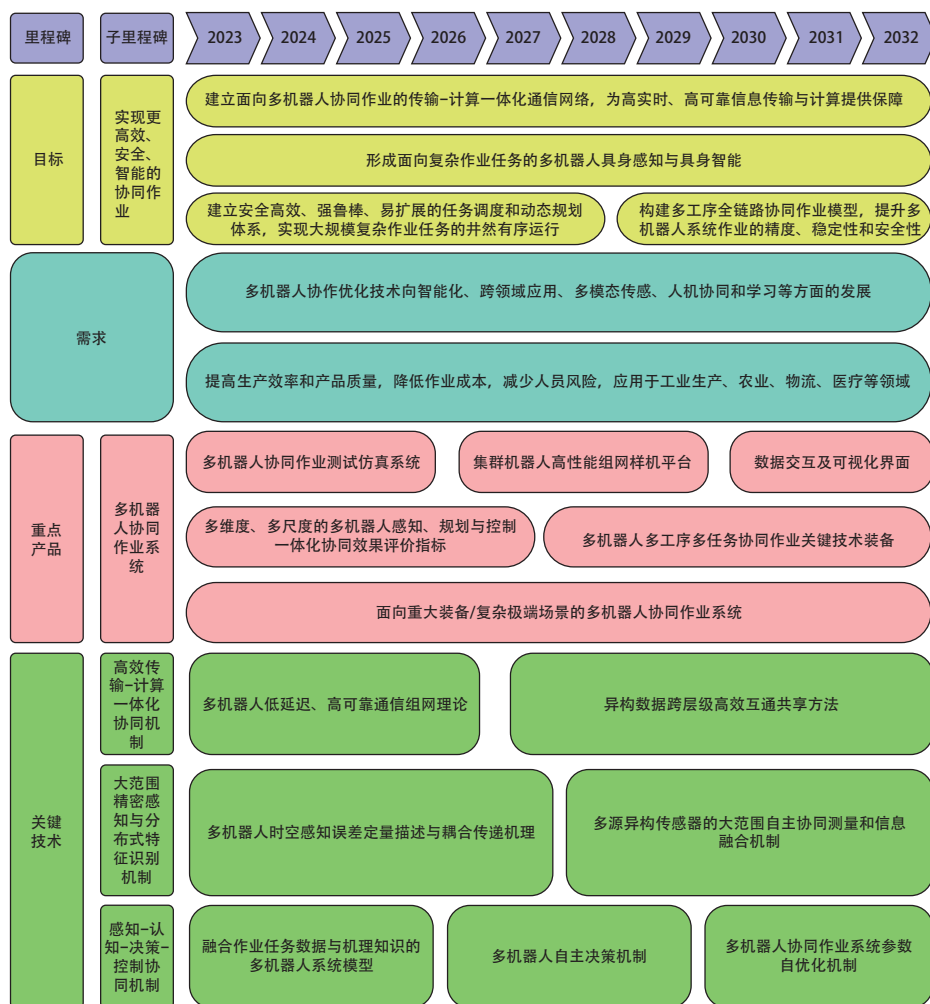 里程碑
子里程碑
2023
2024
2025
2026
2027
2028
2029
2030
2031
2032
目标
实现更
高效、
安全、
智能的
协同作
业
建立面向多机器人协同作业的传输–计算一体化通信网络，为高实时、高可靠信息传输与计算提供保障
形成面向复杂作业任务的多机器人具身感知与具身智能
建立安全高效、强鲁棒、易扩展的任务调度和动态规划
体系，实现大规模复杂作业任务的井然有序运行
构建多工序全链路协同作业模型，提升多
机器人系统作业的精度、稳定性和安全性
需求
多机器人协作优化技术向智能化、跨领域应用、多模态传感、人机协同和学习等方面的发展
提高生产效率和产品质量，降低作业成本，减少人员风险，应用于工业生产、农业、物流、医疗等领域
重点
产品
多机器
人协同
作业系
统
多机器人协同作业测试仿真系统
集群机器人高性能组网样机平台
数据交互及可视化界面
多维度、多尺度的多机器人感知、规划与控制
一体化协同效果评价指标
多机器人多工序多任务协同作业关键技术装备
面向重大装备/复杂极端场景的多机器人协同作业系统
关键
技术
高效传
输–计算
一体化
协同机
制
多机器人低延迟、高可靠通信组网理论
异构数据跨层级高效互通共享方法
大范围
精密感
知与分
布式特
征识别
机制
多机器人时空感知误差定量描述与耦合传递机理
多源异构传感器的大范围自主协同测量和信息
融合机制
感知–认
知–决策–
控制协
同机制
融合作业任务数据与机理知识的
多机器人系统模型
多机器人自主决策机制
多机器人协同作业系统参数
自优化机制